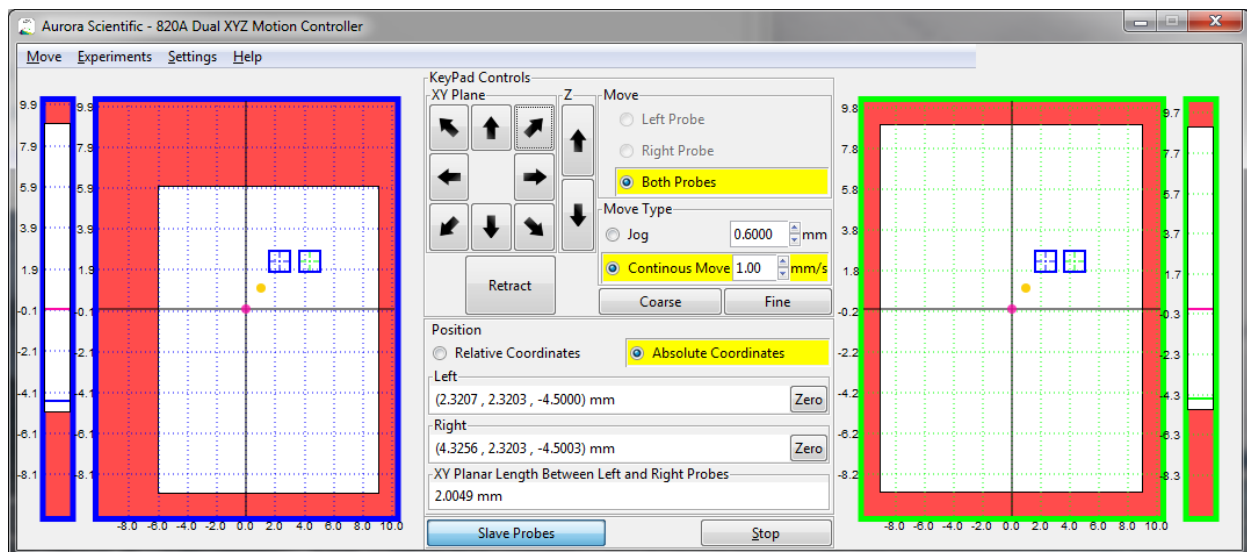 Aurora Scientific - 820A Dual XYZ Motion Controller
Move Experiments Settings Help
KeyPad Controls
XY Plane Z Move
Left Probe
Right Probe
Both Probes
Move Type
Jog 0.6000 mm
Continous Move 1.00 mm/s
Retract
Coarse Fine
Position
Relative Coordinates Absolute Coordinates
Left
(2.3207 , 2.3203 , -4.5000) mm Zero
Right
(4.3256 , 2.3203 , -4.5003) mm Zero
XY Planar Length Between Left and Right Probes
2.0049 mm
Slave Probes Stop
9.9 9.9 9.8 9.7
7.9 7.9 7.8 7.7
5.9 5.9 5.8 5.7
3.9 3.9 3.8 3.7
1.9 1.9 1.8 1.7
-0.1 -0.1 -0.2 -0.3
-2.1 -2.1 -2.2 -2.3
-4.1 -4.1 -4.2 -4.3
-6.1 -6.1 -6.2 -6.3
-8.1 -8.1 -8.2 -8.3
-8.0 -6.0 -4.0 -2.0 0.0 2.0 4.0 6.0 8.0 10.0
-8.0 -6.0 -4.0 -2.0 0.0 2.0 4.0 6.0 8.0 10.0